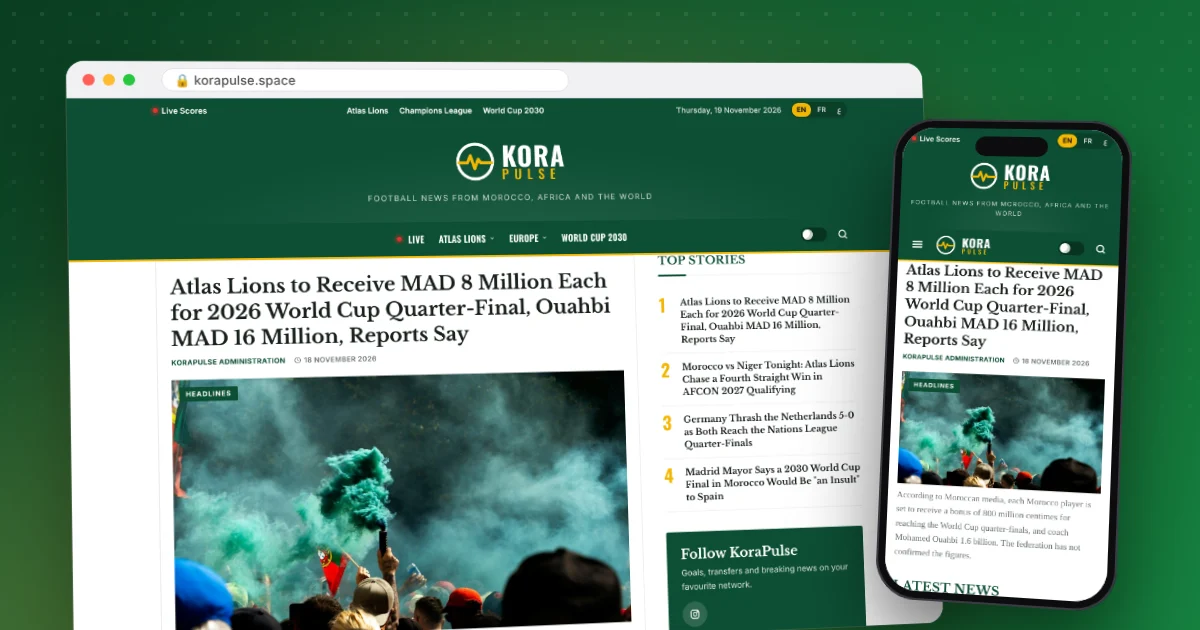 korapulse.space
Live Scores
Atlas Lions Champions League World Cup 2030
Thursday, 19 November 2026
EN FR ع
KORA
PULSE
FOOTBALL NEWS FROM MOROCCO, AFRICA AND THE WORLD
LIVE ATLAS LIONS EUROPE WORLD CUP 2030
Atlas Lions to Receive MAD 8 Million Each
for 2026 World Cup Quarter-Final, Ouahbi
MAD 16 Million, Reports Say
KORAPULSE ADMINISTRATION 18 NOVEMBER 2026
HEADLINES
TOP STORIES
1 Atlas Lions to Receive MAD 8 Million
Each for 2026 World Cup Quarter-
Final, Ouahbi MAD 16 Million,
Reports Say
2 Morocco vs Niger Tonight: Atlas Lions
Chase a Fourth Straight Win in
AFCON 2027 Qualifying
3 Germany Thrash the Netherlands 5-0
as Both Reach the Nations League
Quarter-Finals
4 Madrid Mayor Says a 2030 World Cup
Final in Morocco Would Be "an Insult"
to Spain
Follow KoraPulse
Goals, transfers and breaking news on your
favourite network.
Live Scores
EN FR ع
KORA
PULSE
FOOTBALL NEWS FROM MOROCCO, AFRICA AND THE
WORLD
KORA
PULSE
Atlas Lions to Receive MAD
8 Million Each for 2026
World Cup Quarter-Final,
Ouahbi MAD 16 Million,
Reports Say
KORAPULSE ADMINISTRATION 18 NOVEMBER 2026
HEADLINES
According to Moroccan media, each Morocco player is
set to receive a bonus of 800 million centimes for
reaching the World Cup quarter-finals, and coach
Mohamed Ouahbi 1.6 billion. The federation has not
confirmed the figures.
LATEST NEWS